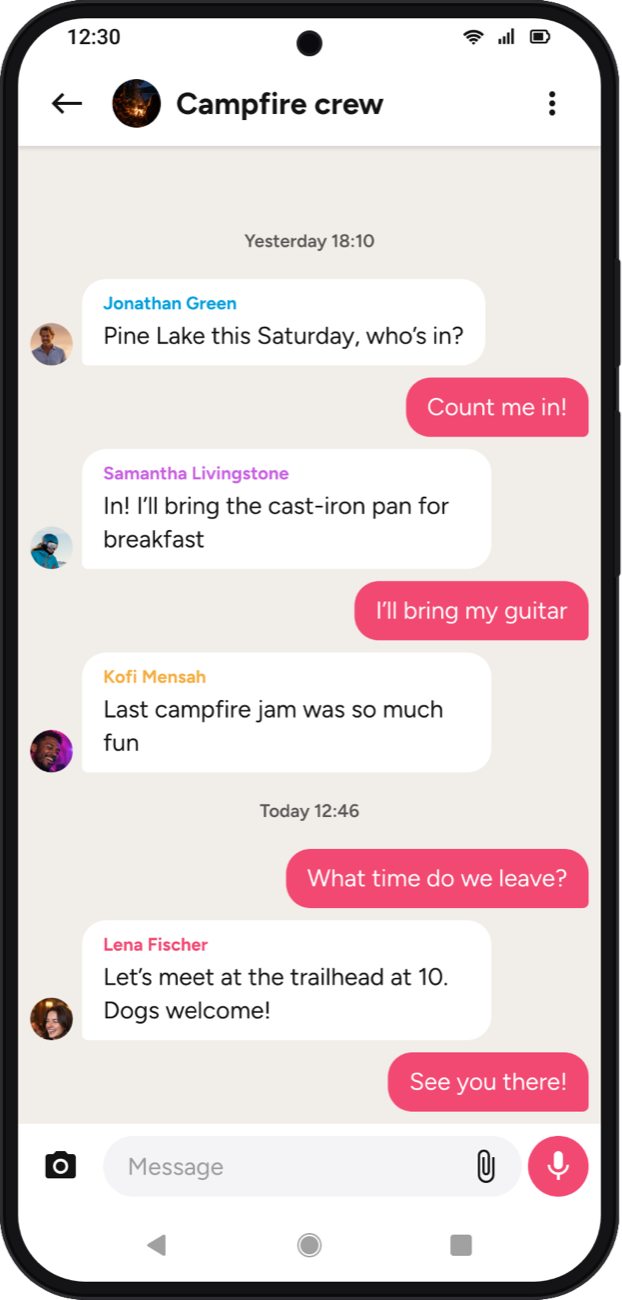 12:30
Campfire crew
Yesterday 18:10
Jonathan Green
Pine Lake this Saturday, who’s in?
Count me in!
Samantha Livingstone
In! I’ll bring the cast-iron pan for
breakfast
I’ll bring my guitar
Kofi Mensah
Last campfire jam was so much
fun
Today 12:46
What time do we leave?
Lena Fischer
Let’s meet at the trailhead at 10.
Dogs welcome!
See you there!
Message